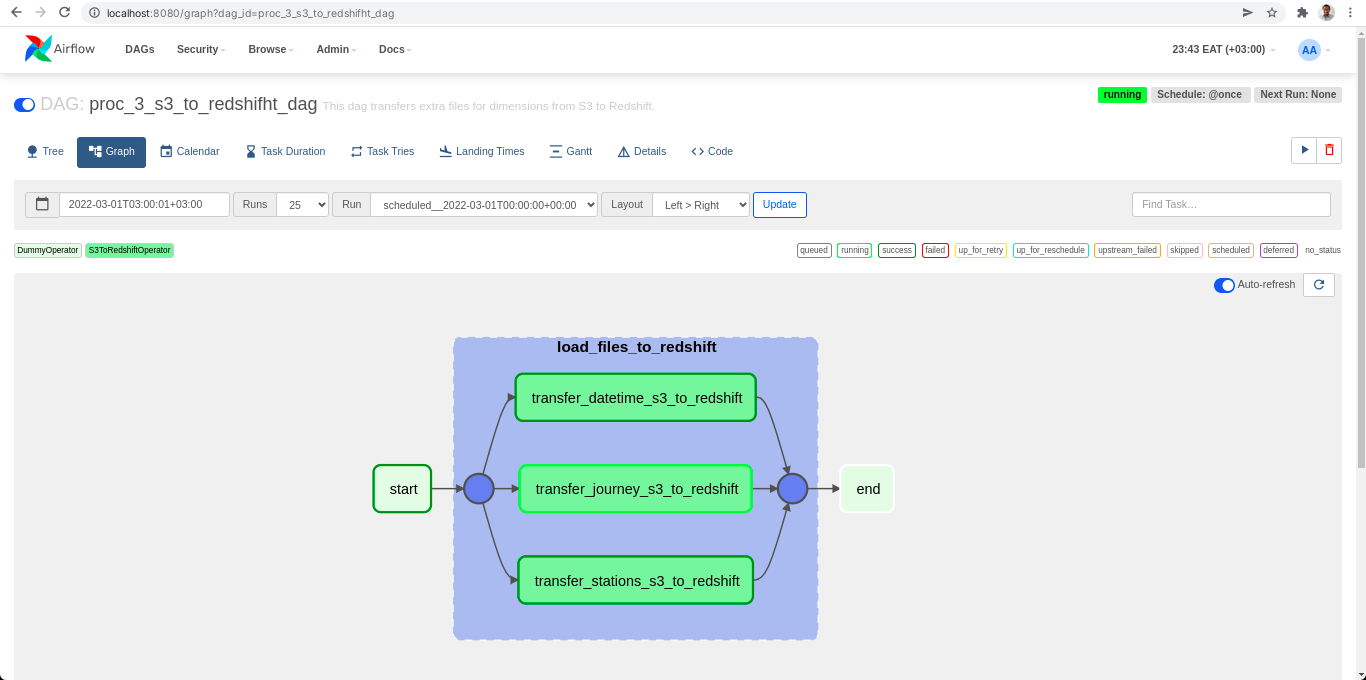 localhost:8080/graph?dag_id=proc_3_s3_to_redshifht_dag
Airflow DAGs Security Browse Admin Docs 23:43 EAT (+03:00) AA
DAG: proc_3_s3_to_redshifht_dag This dag transfers extra files for dimensions from S3 to Redshift. running Schedule: @once Next Run: None
Tree Graph Calendar Task Duration Task Tries Landing Times Gantt Details Code
2022-03-01T03:00:01+03:00 Runs 25 Run scheduled__2022-03-01T00:00:00+00:00 Layout Left > Right Update Find Task…
DummyOperator S3ToRedshiftOperator queued running success failed up_for_retry up_for_reschedule upstream_failed skipped scheduled deferred no_status
Auto-refresh
load_files_to_redshift
transfer_datetime_s3_to_redshift
start transfer_journey_s3_to_redshift end
transfer_stations_s3_to_redshift